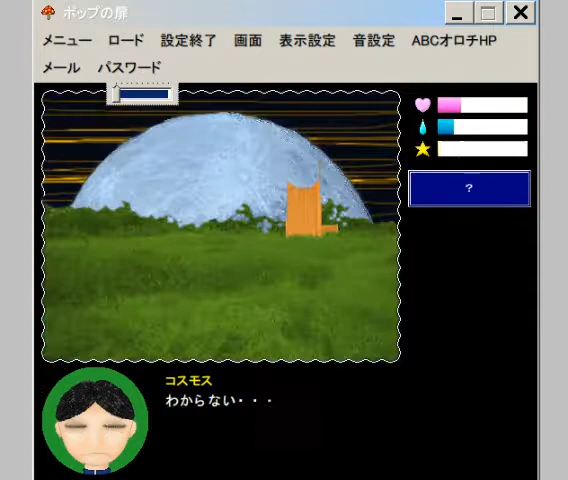 ポップの扉
メニュー ロード 設定終了 画面 表示設定 音設定 ABCオロチHP
メール パスワード
?
コスモス
わからない・・・